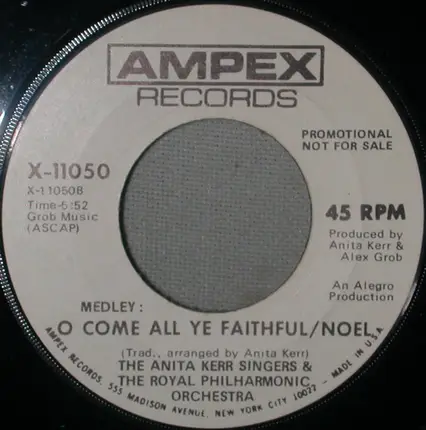 AMPEX
RECORDS
PROMOTIONAL
NOT FOR SALE
X-11050
X-11050B
Time-6:52
Grob Music
(ASCAP)
45 RPM
Produced by
Anita Kerr &
Alex Grob
An Alegro
Production
MEDLEY:
O COME ALL YE FAITHFUL/NOEL
(Trad., arranged by Anita Kerr)
THE ANITA KERR SINGERS &
THE ROYAL PHILHARMONIC
ORCHESTRA
AMPEX RECORDS, 555 MADISON AVENUE, NEW YORK CITY 10022 - MADE IN U.S.A.